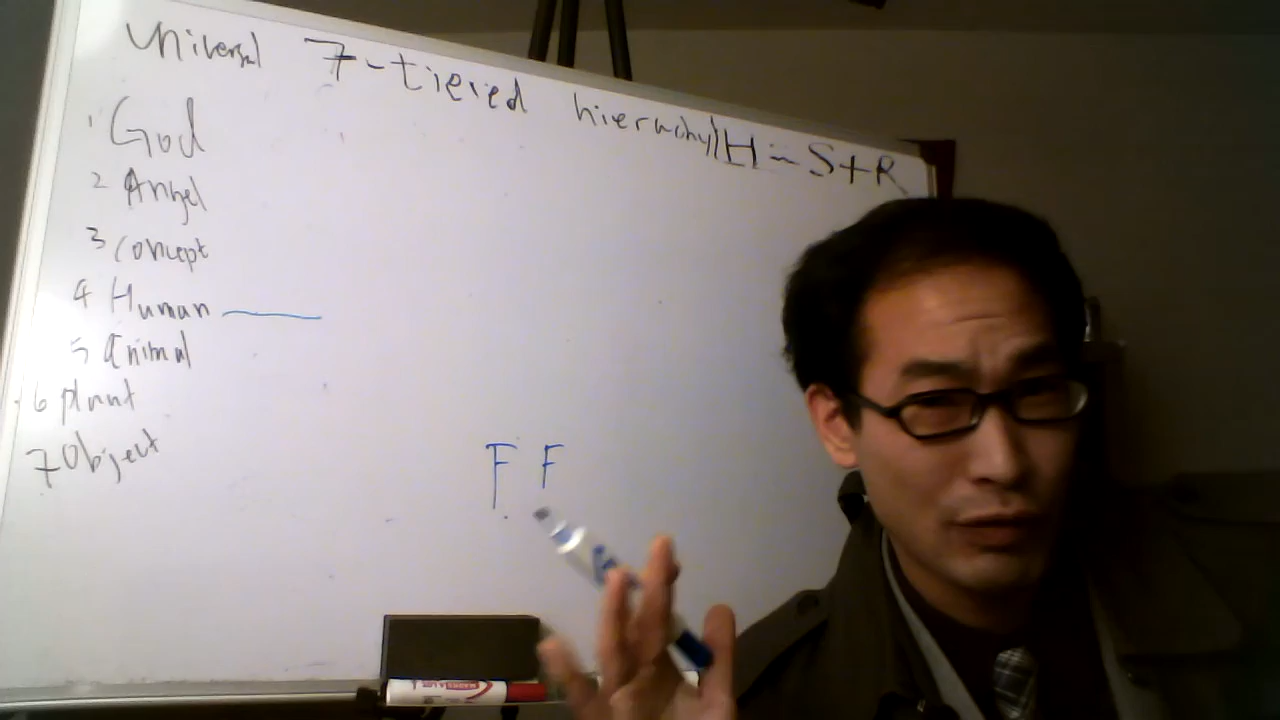 Universal 7-tiered hierarchy) H = S+R
1 God
2 Angel
3 Concept
4 Human
5 Animal
6 plant
7 Object
F F